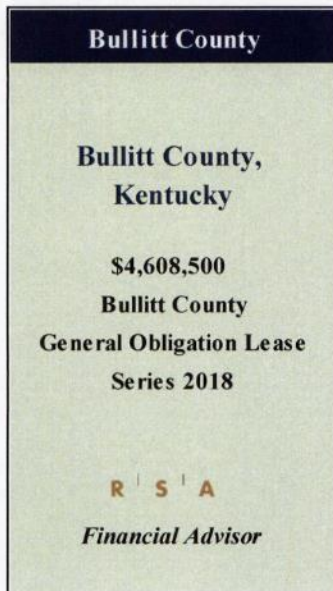 Bullitt County
Bullitt County,
Kentucky
$4,608,500
Bullitt County
General Obligation Lease
Series 2018
R S A
Financial Advisor